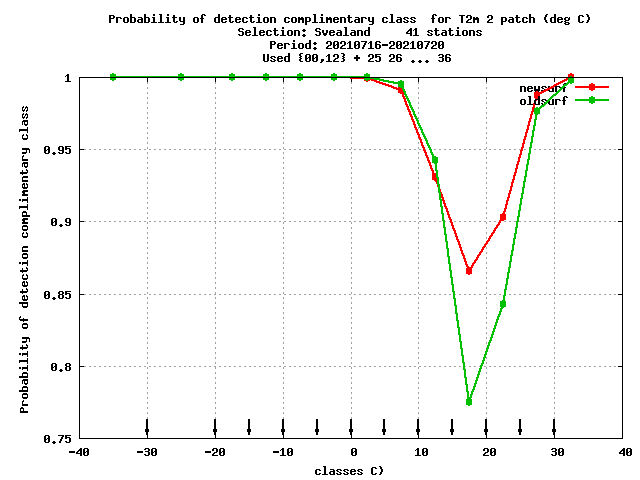 Probability of detection complimentary class  for T2m 2 patch (deg C)
Selection: Svealand     41 stations
Period: 20210716-20210720
Used {00,12} + 25 26 ... 36
newsurf
oldsurf
Probability of detection complimentary class
1
0.95
0.9
0.85
0.8
0.75
-40 -30 -20 -10 0 10 20 30 40
classes C)